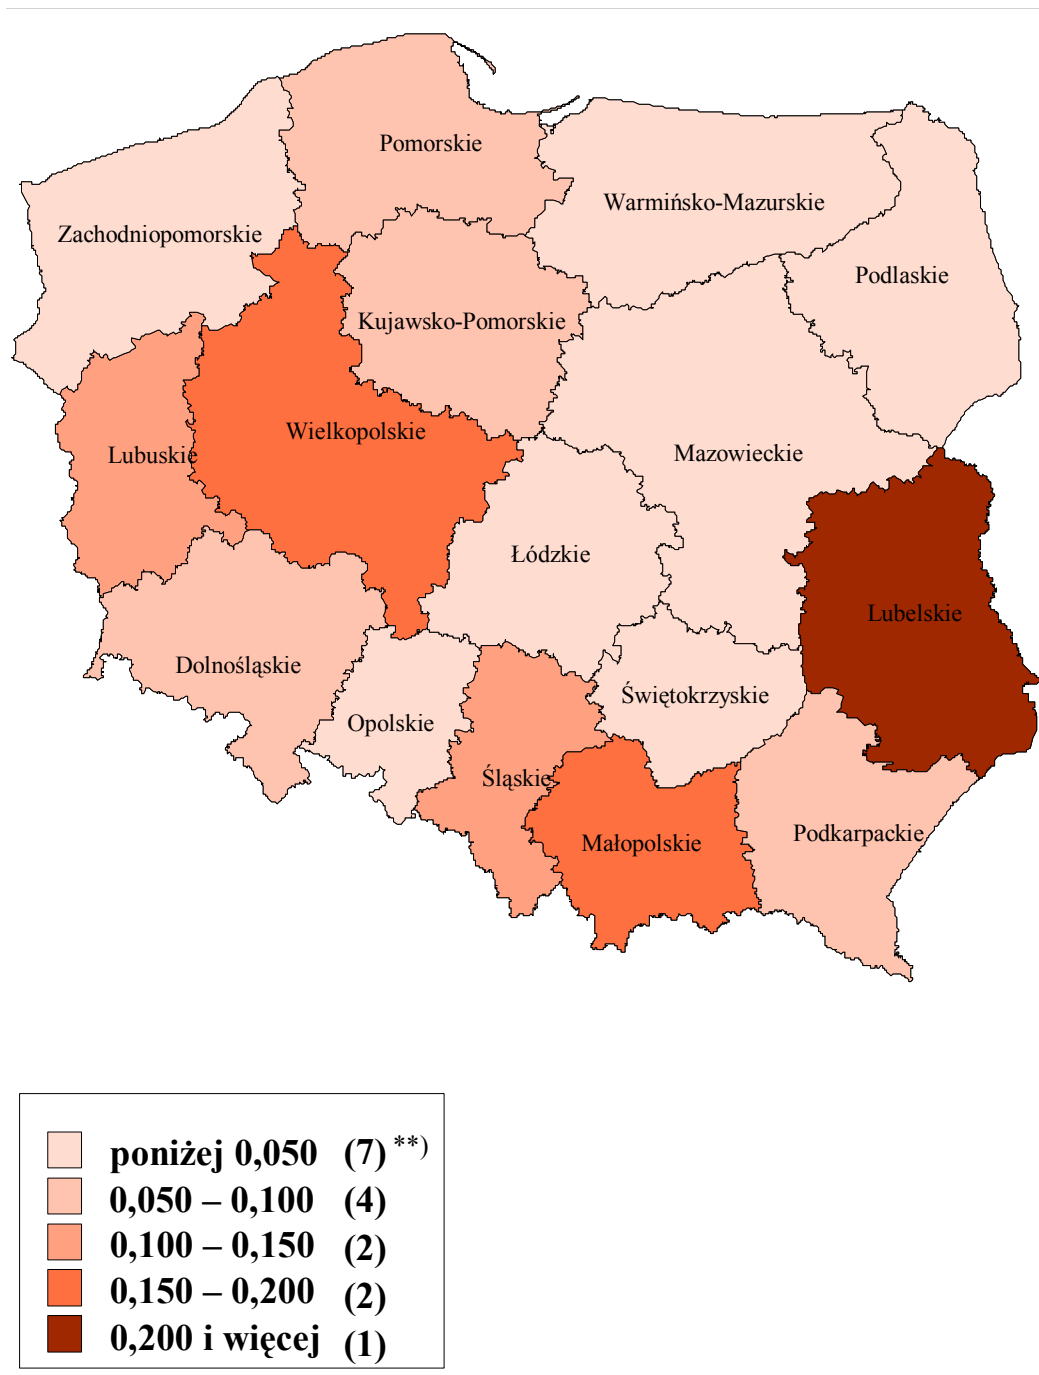 Pomorskie
Warmińsko-Mazurskie
Zachodniopomorskie
Podlaskie
Kujawsko-Pomorskie
Wielkopolskie
Lubuskie
Mazowieckie
Łódzkie
Lubelskie
Dolnośląskie
Świętokrzyskie
Opolskie
Śląskie
Podkarpackie
Małopolskie
poniżej 0,050 (7) **)
0,050 – 0,100 (4)
0,100 – 0,150 (2)
0,150 – 0,200 (2)
0,200 i więcej (1)